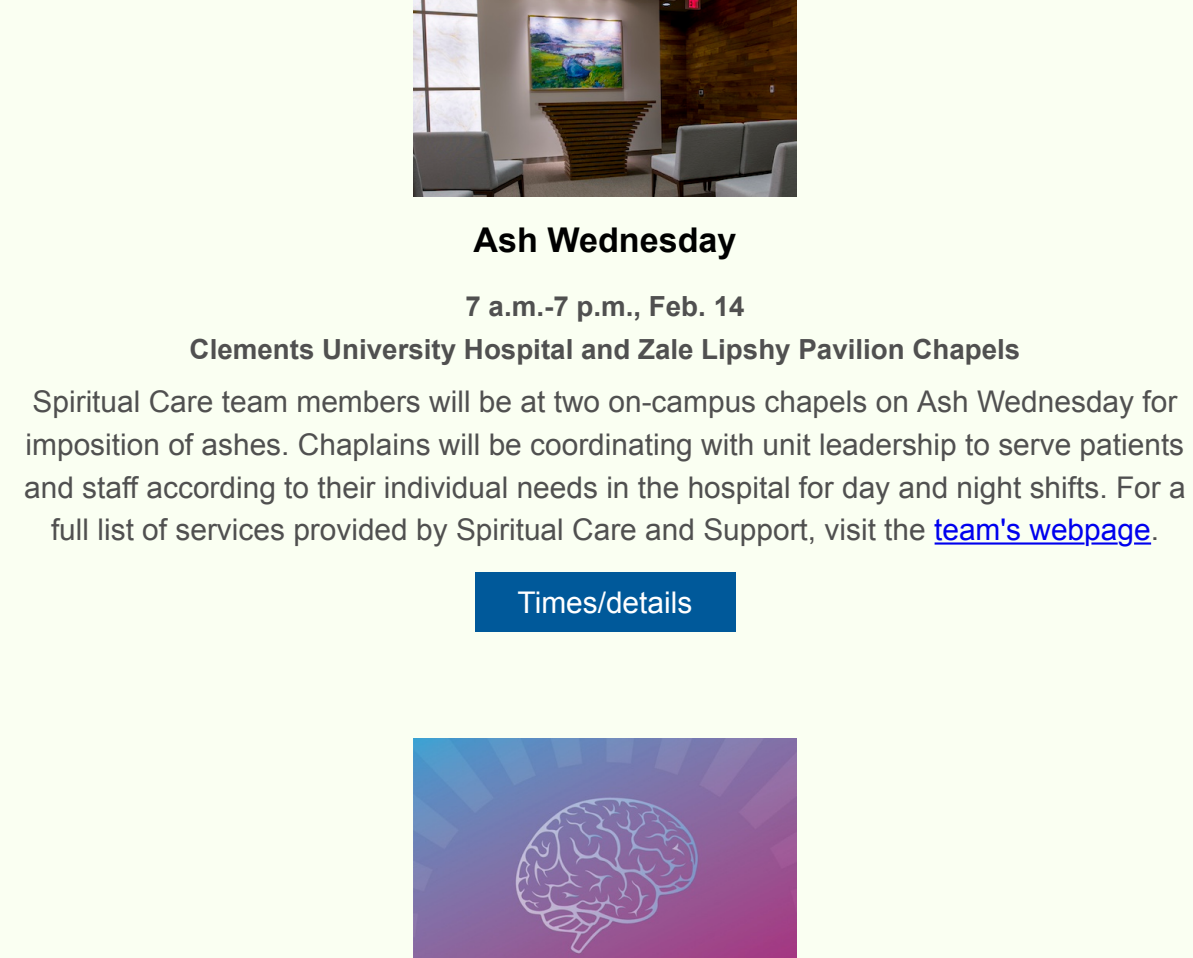 Ash Wednesday
7 a.m.-7 p.m., Feb. 14
Clements University Hospital and Zale Lipshy Pavilion Chapels
Spiritual Care team members will be at two on-campus chapels on Ash Wednesday for
imposition of ashes. Chaplains will be coordinating with unit leadership to serve patients
and staff according to their individual needs in the hospital for day and night shifts. For a
full list of services provided by Spiritual Care and Support, visit the team's webpage.
Times/details